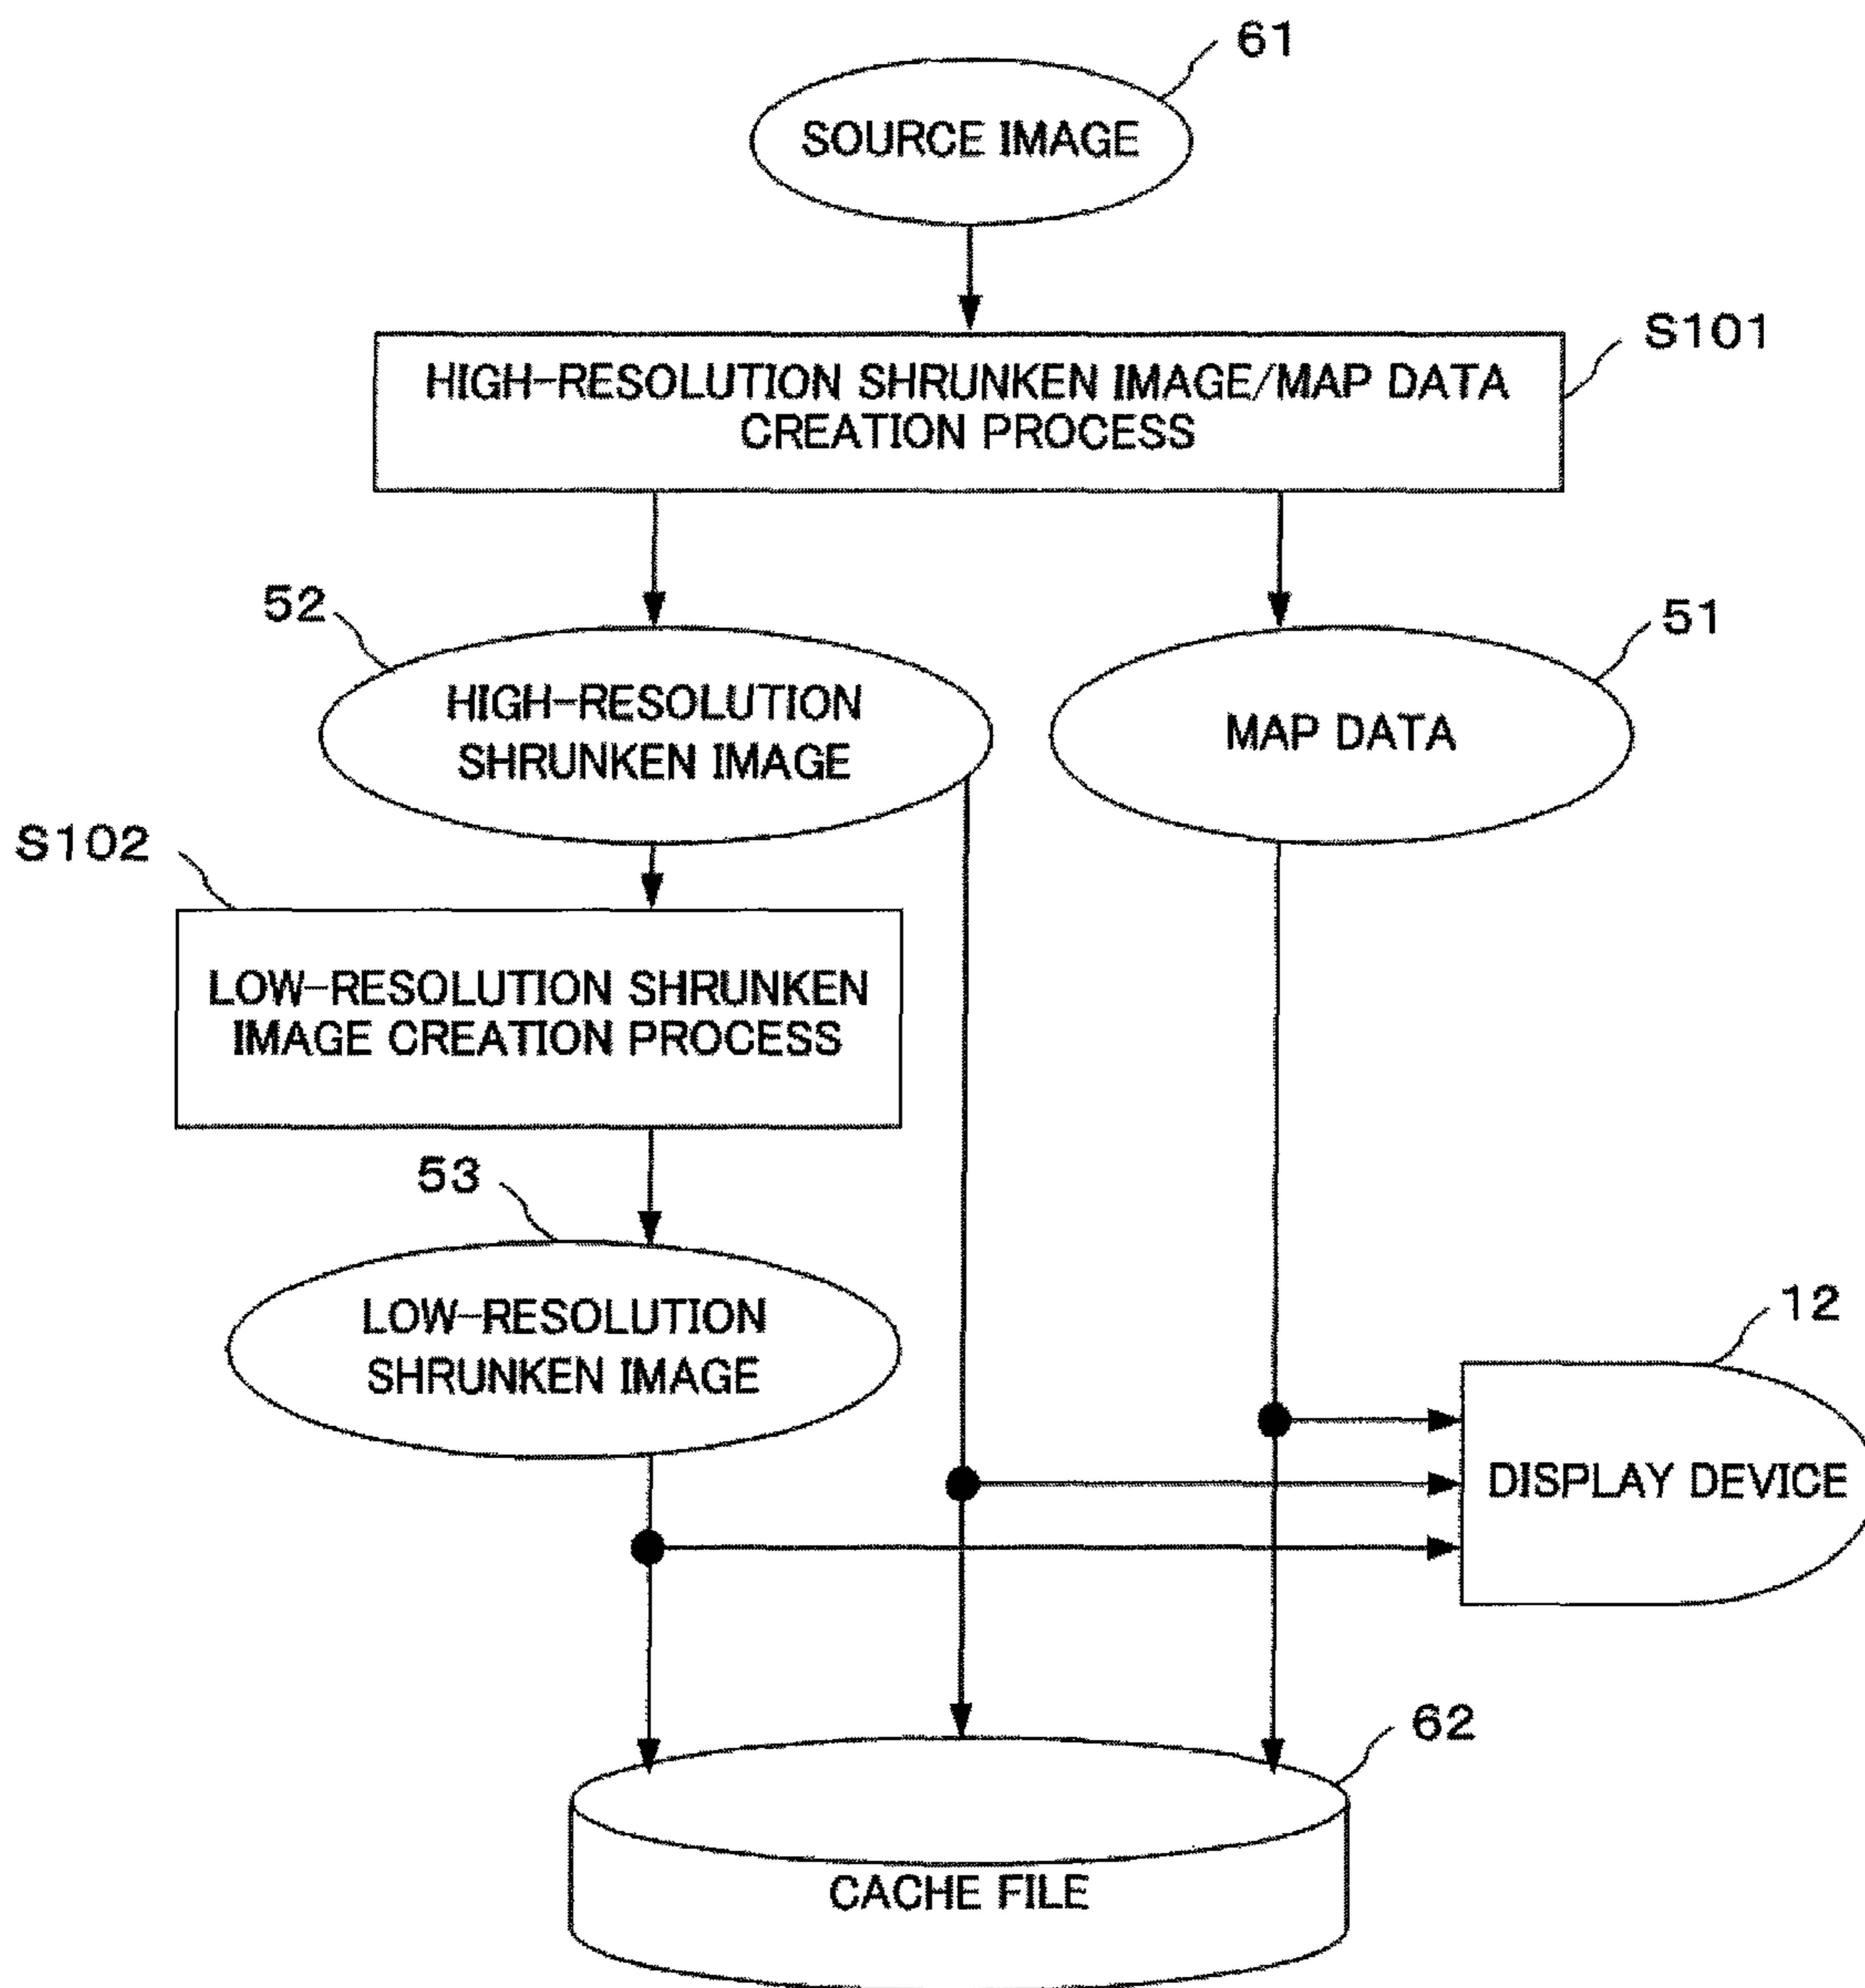 61
SOURCE IMAGE
S101
HIGH-RESOLUTION SHRUNKEN IMAGE/MAP DATA
CREATION PROCESS
52
51
HIGH-RESOLUTION
SHRUNKEN IMAGE
MAP DATA
S102
LOW-RESOLUTION SHRUNKEN
IMAGE CREATION PROCESS
53
LOW-RESOLUTION
SHRUNKEN IMAGE
12
DISPLAY DEVICE
62
CACHE FILE